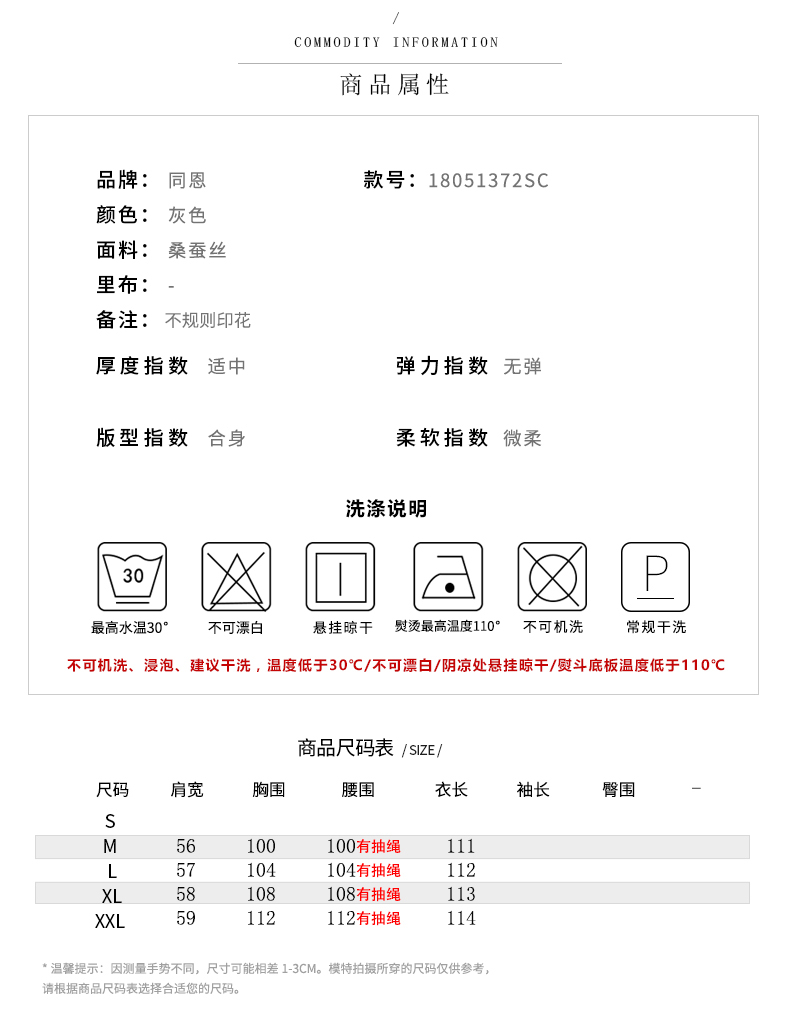 /
COMMODITY INFORMATION
商品属性
品牌： 同恩 款号：18051372SC
颜色： 灰色
面料： 桑蚕丝
里布： -
备注： 不规则印花
厚度指数 适中 弹力指数 无弹
版型指数 合身 柔软指数 微柔
洗涤说明
30 P
最高水温30° 不可漂白 悬挂晾干 熨烫最高温度110° 不可机洗 常规干洗
不可机洗、浸泡、建议干洗，温度低于30℃/不可漂白/阴凉处悬挂晾干/熨斗底板温度低于110℃
商品尺码表 /SIZE/
尺码 肩宽 胸围 腰围 衣长 袖长 臀围 –
S
M 56 100 100有抽绳 111
L 57 104 104有抽绳 112
XL 58 108 108有抽绳 113
XXL 59 112 112有抽绳 114
* 温馨提示：因测量手势不同，尺寸可能相差 1-3CM。模特拍摄所穿的尺码仅供参考，
请根据商品尺码表选择合适您的尺码。